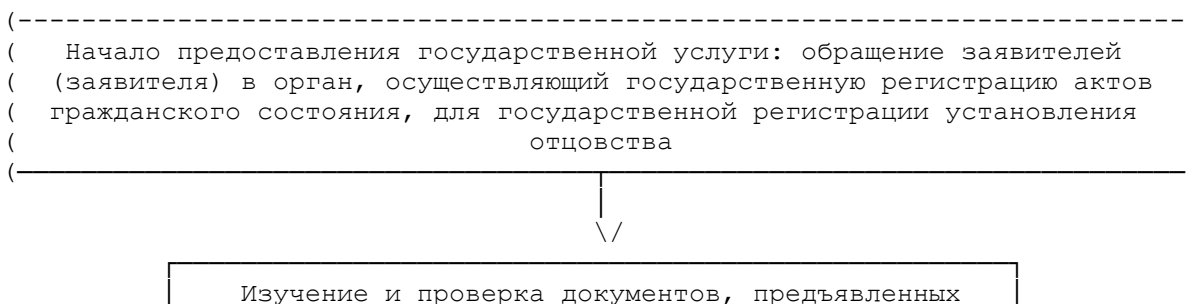 Начало предоставления государственной услуги: обращение заявителей
(заявителя) в орган, осуществляющий государственную регистрацию актов
гражданского состояния, для государственной регистрации установления
отцовства
Изучение и проверка документов, предъявленных